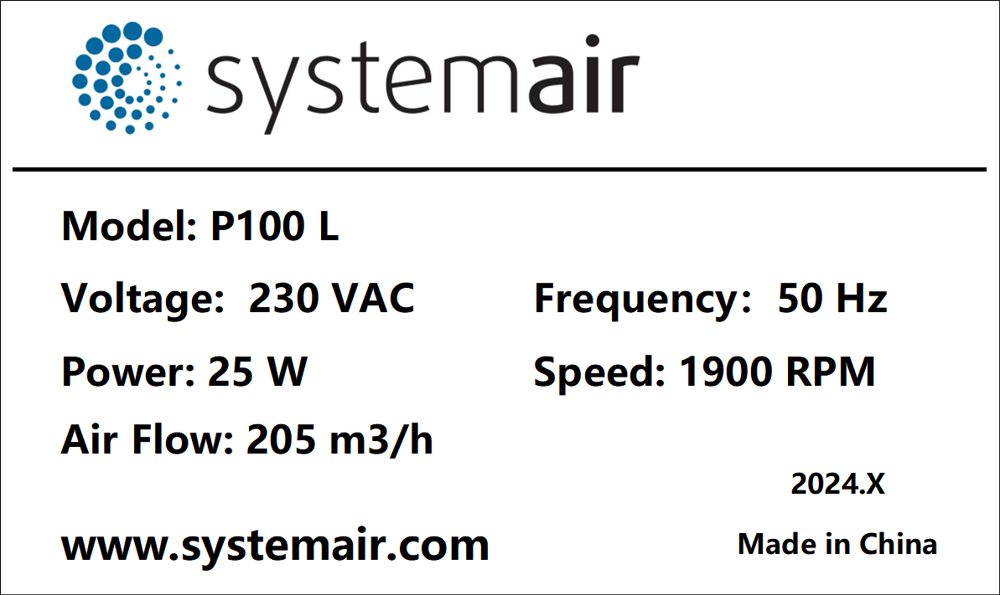 systemair
Model: P100 L
Voltage: 230 VAC
Frequency: 50 Hz
Power: 25 W
Speed: 1900 RPM
Air Flow: 205 m3/h
2024.X
www.systemair.com
Made in China